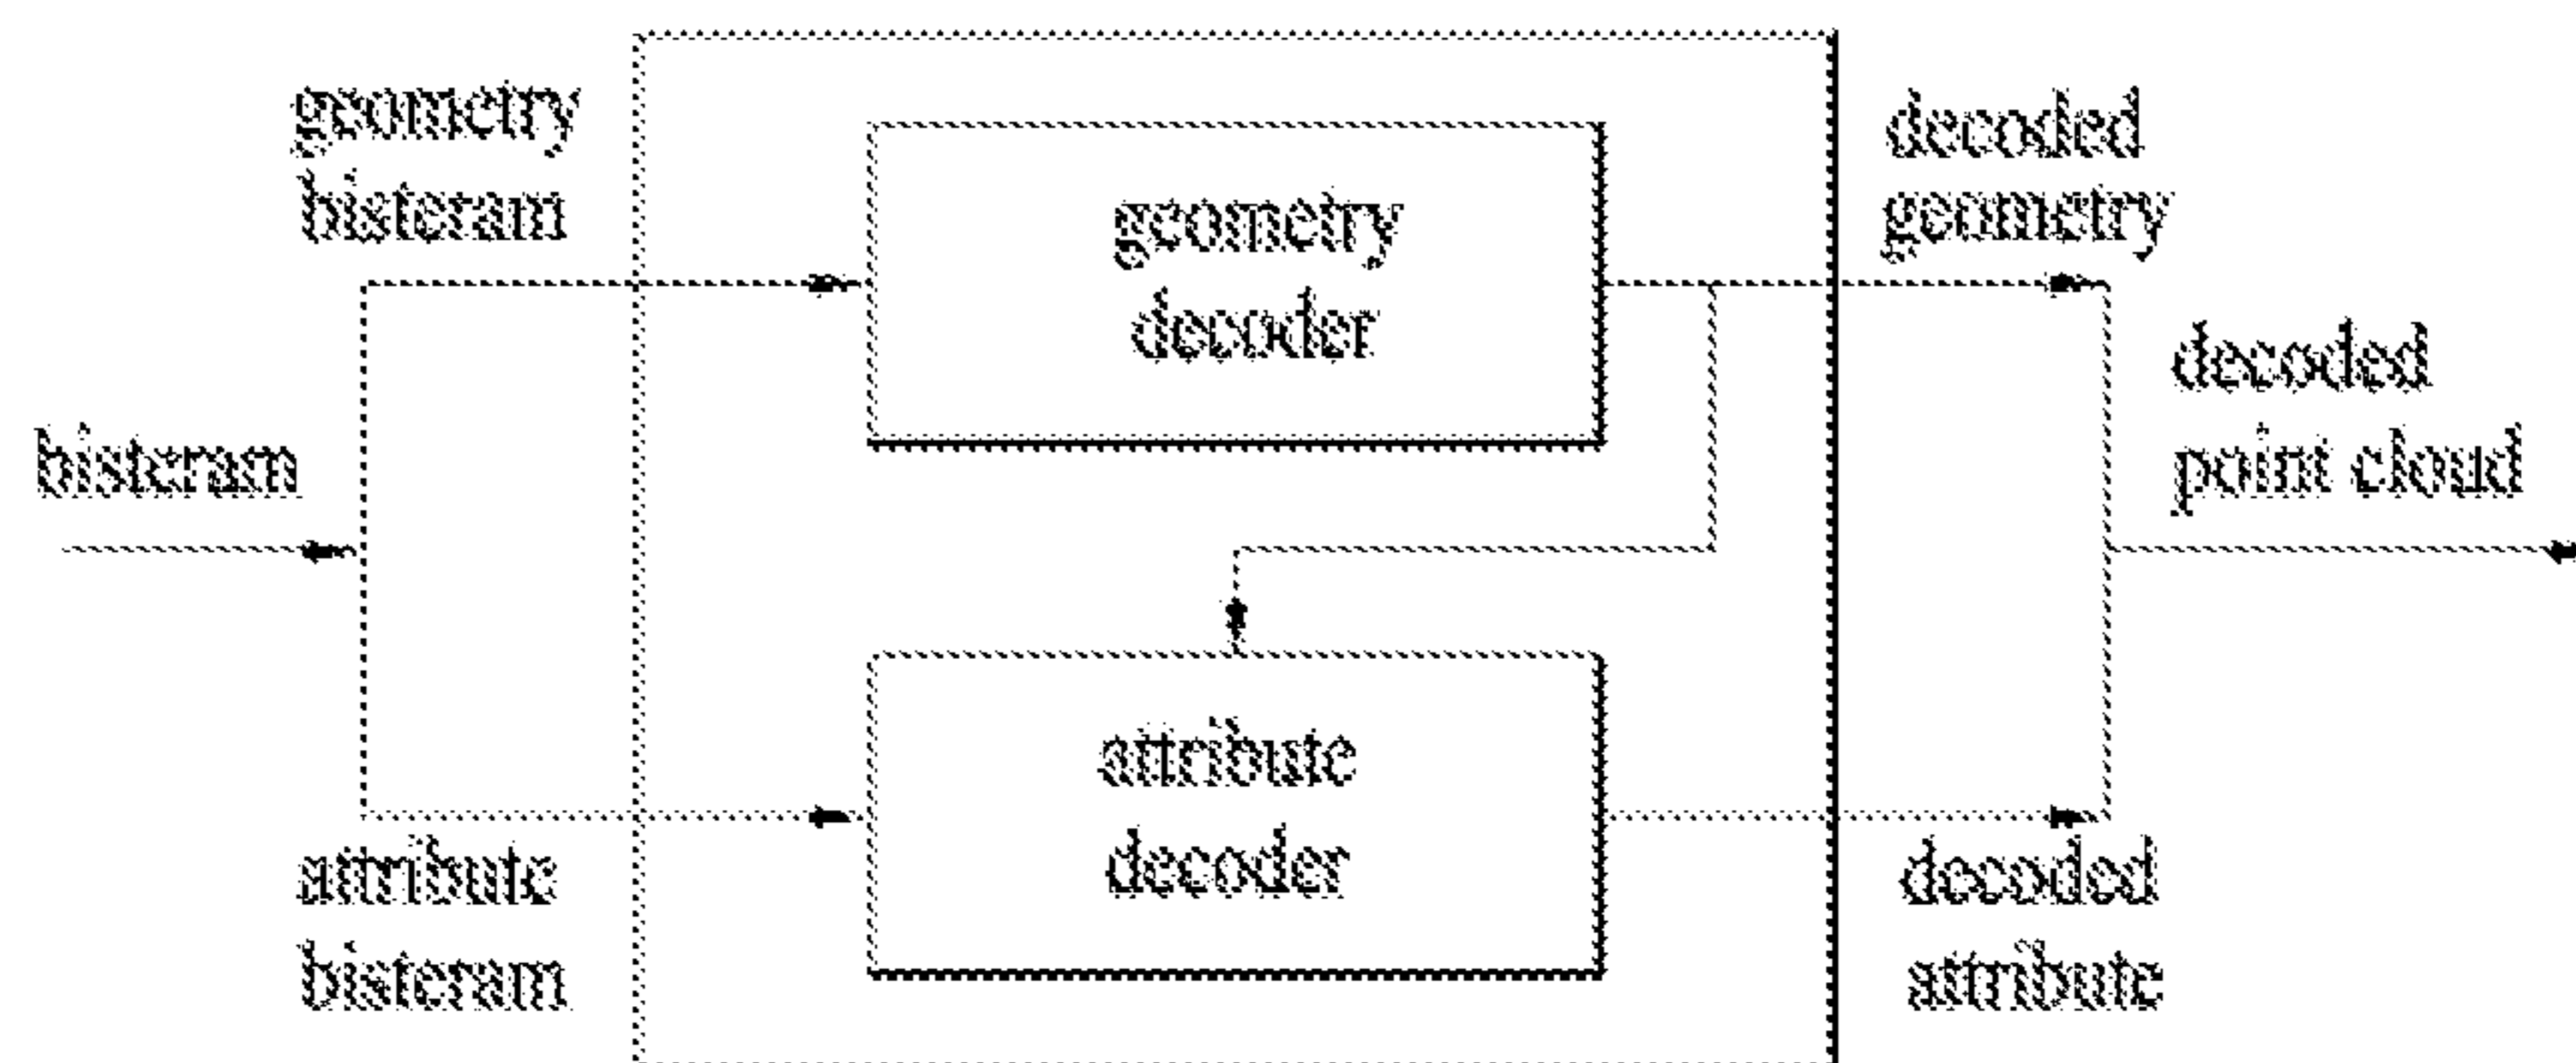 geometry
bisteram
decoded
geometry
geometry
decoder
decoded
point cloud
bisteram
attribute
decoder
attribute
bisteram
decoded
attribute